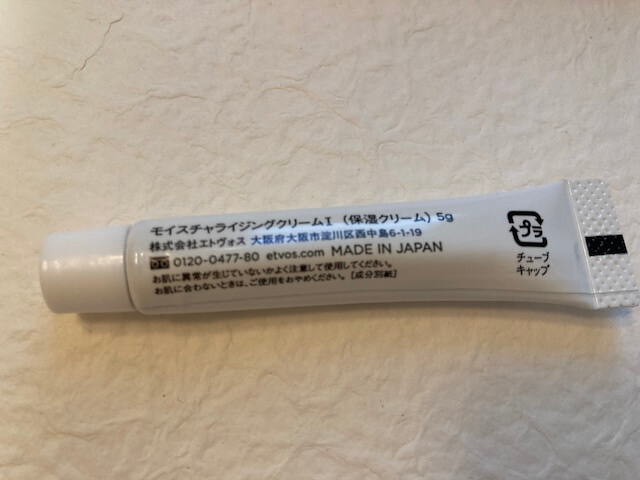 モイスチャライジングクリームI (保湿クリーム) 5g
株式会社エトヴォス 大阪府大阪市淀川区西中島6-1-19
0120-0477-80 etvos.com MADE IN JAPAN
お肌に異常が生じていないかよく注意して使用してください。
お肌に合わないときは、ご使用をおやめください。 [成分別紙]
プラ
チューブ
キャップ